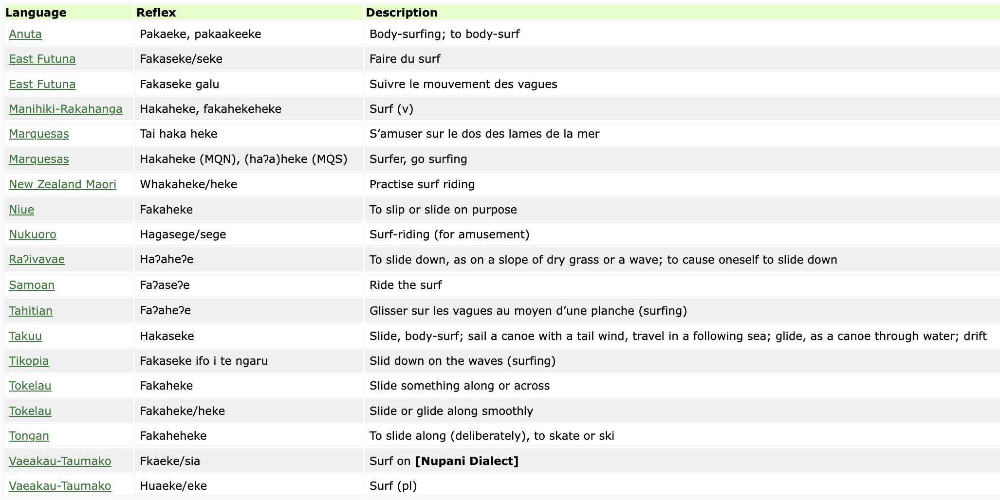 Language Reflex Description
Anuta Pakaeke, pakaakeeke Body-surfing; to body-surf
East Futuna Fakaseke/seke Faire du surf
East Futuna Fakaseke galu Suivre le mouvement des vagues
Manihiki-Rakahanga Hakaheke, fakahekeheke Surf (v)
Marquesas Tai haka heke S’amuser sur le dos des lames de la mer
Marquesas Hakaheke (MQN), (haʔa)heke (MQS) Surfer, go surfing
New Zealand Maori Whakaheke/heke Practise surf riding
Niue Fakaheke To slip or slide on purpose
Nukuoro Hagasege/sege Surf-riding (for amusement)
Raʔivavae Haʔaheʔe To slide down, as on a slope of dry grass or a wave; to cause oneself to slide down
Samoan Faʔaseʔe Ride the surf
Tahitian Faʔaheʔe Glisser sur les vagues au moyen d’une planche (surfing)
Takuu Hakaseke Slide, body-surf; sail a canoe with a tail wind, travel in a following sea; glide, as a canoe through water; drift
Tikopia Fakaseke ifo i te ngaru Slid down on the waves (surfing)
Tokelau Fakaheke Slide something along or across
Tokelau Fakaheke/heke Slide or glide along smoothly
Tongan Fakaheheke To slide along (deliberately), to skate or ski
Vaeakau-Taumako Fkaeke/sia Surf on [Nupani Dialect]
Vaeakau-Taumako Huaeke/eke Surf (pl)